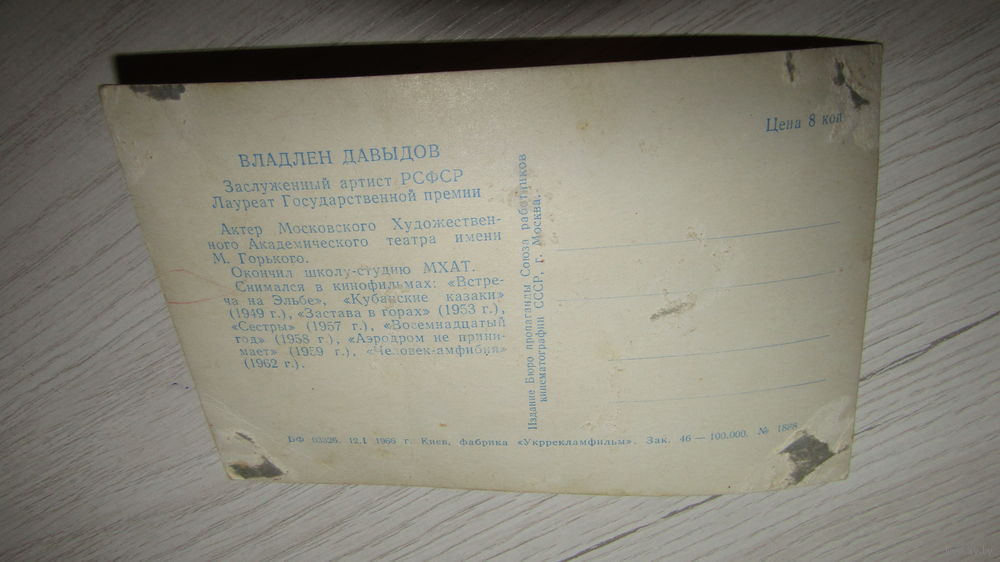 ВЛАДЛЕН ДАВЫДОВ
Заслуженный артист РСФСР
Лауреат Государственной премии
Актер Московского Художествен-
ного Академического театра имени
М. Горького.
Окончил школу-студию МХАТ.
Снимался в кинофильмах: «Встре-
ча на Эльбе», «Кубанские казаки»
(1949 г.), «Застава в горах» (1953 г.),
«Сестры» (1957 г.), «Восемнадцатый
год» (1958 г.), «Аэродром не прини-
мает» (1959 г.), «Человек-амфибия»
(1962 г.).
Издание Бюро пропаганды Союза работников
кинематографии СССР, г. Москва.
Цена 8 коп.
БФ 03326. 12.I 1966 г. Киев, фабрика «Укррекламфильм». Зак. 46 — 100.000. № 1888